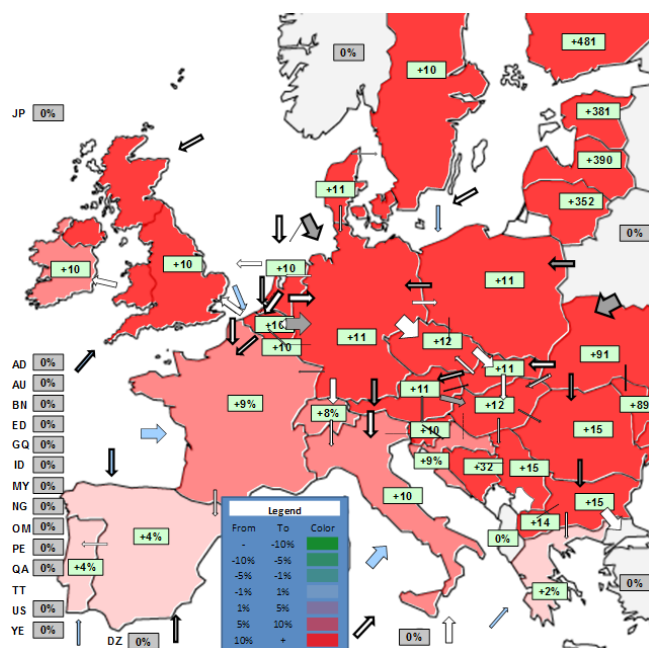 +481
+10
0%
JP 0%
+381
+390
+11
+352
0%
+10
+10
+10
+11
+11
+12
+10
+91
AD 0%
+11
+9%
AU 0%
+11
BN 0%
+12
+89
+8%
ED 0%
+10
+15
GQ 0%
+9%
ID 0%
+32
+15
MY 0%
+10
NG 0%
+15
Legend
+14
OM 0%
From To Color
+4%
0%
- -10%
PE 0%
-10% -5%
QA 0%
+4%
-5% -1%
0%
TT
-1% 1%
+2%
US 0%
1% 5%
YE 0%
5% 10%
DZ 0%
10% +
0%